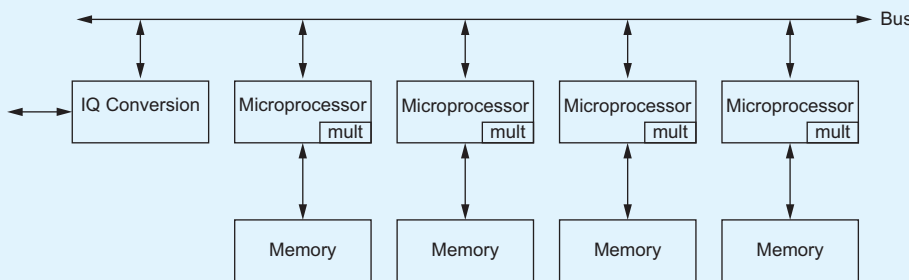 Bus
IQ Conversion
Microprocessor
mult
Microprocessor
mult
Microprocessor
mult
Microprocessor
mult
Memory
Memory
Memory
Memory